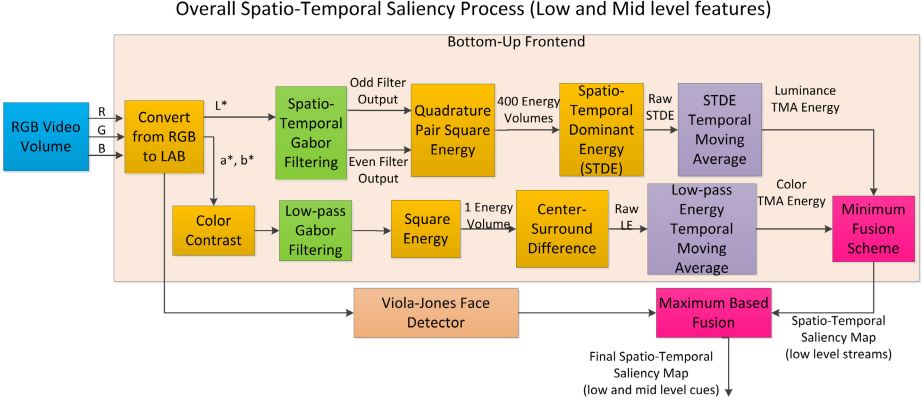 Overall Spatio-Temporal Saliency Process (Low and Mid level features)
Bottom-Up Frontend
RGB Video
Volume
R
G
B
Convert
from RGB
to LAB
L*
a*, b*
Spatio-
Temporal
Gabor
Filtering
Odd Filter
Output
Even Filter
Output
Quadrature
Pair Square
Energy
400 Energy
Volumes
Spatio-
Temporal
Dominant
Energy
(STDE)
Raw
STDE
STDE
Temporal
Moving
Average
Luminance
TMA Energy
Color
Contrast
Low-pass
Gabor
Filtering
Square
Energy
1 Energy
Volume
Center-
Surround
Difference
Raw
LE
Low-pass
Energy
Temporal
Moving
Average
Color
TMA Energy
Minimum
Fusion
Scheme
Viola-Jones Face
Detector
Maximum Based
Fusion
Spatio-Temporal
Saliency Map
(low level streams)
Final Spatio-Temporal
Saliency Map
(low and mid level cues)